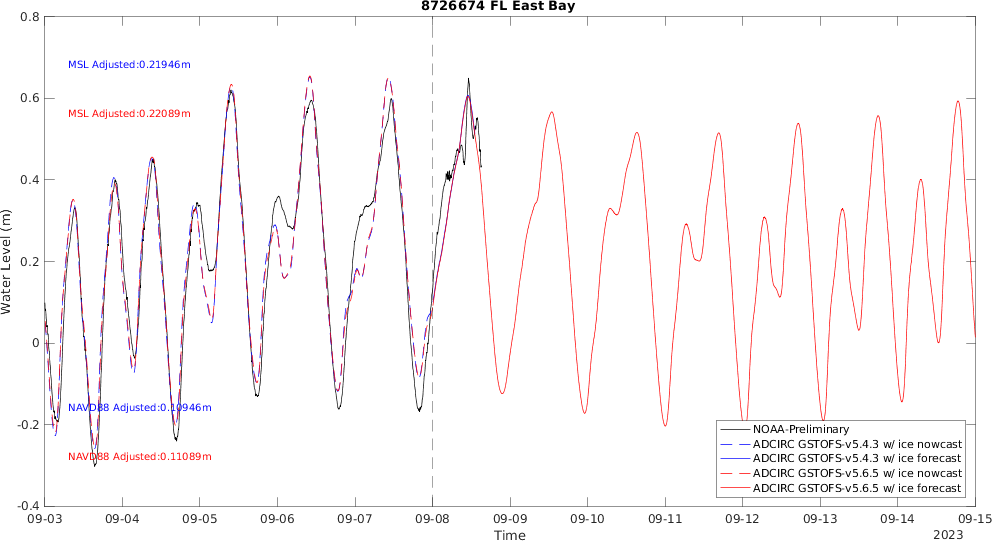 8726674 FL East Bay
0.8
0.6
0.4
0.2
0
-0.2
-0.4
Water Level (m)
MSL Adjusted:0.21946m
MSL Adjusted:0.22089m
NAVD88 Adjusted:0.10946m
NAVD88 Adjusted:0.11089m
NOAA-Preliminary
ADCIRC GSTOFS-v5.4.3 w/ ice nowcast
ADCIRC GSTOFS-v5.4.3 w/ ice forecast
ADCIRC GSTOFS-v5.6.5 w/ ice nowcast
ADCIRC GSTOFS-v5.6.5 w/ ice forecast
09-03 09-04 09-05 09-06 09-07 09-08 09-09 09-10 09-11 09-12 09-13 09-14 09-15
Time
2023